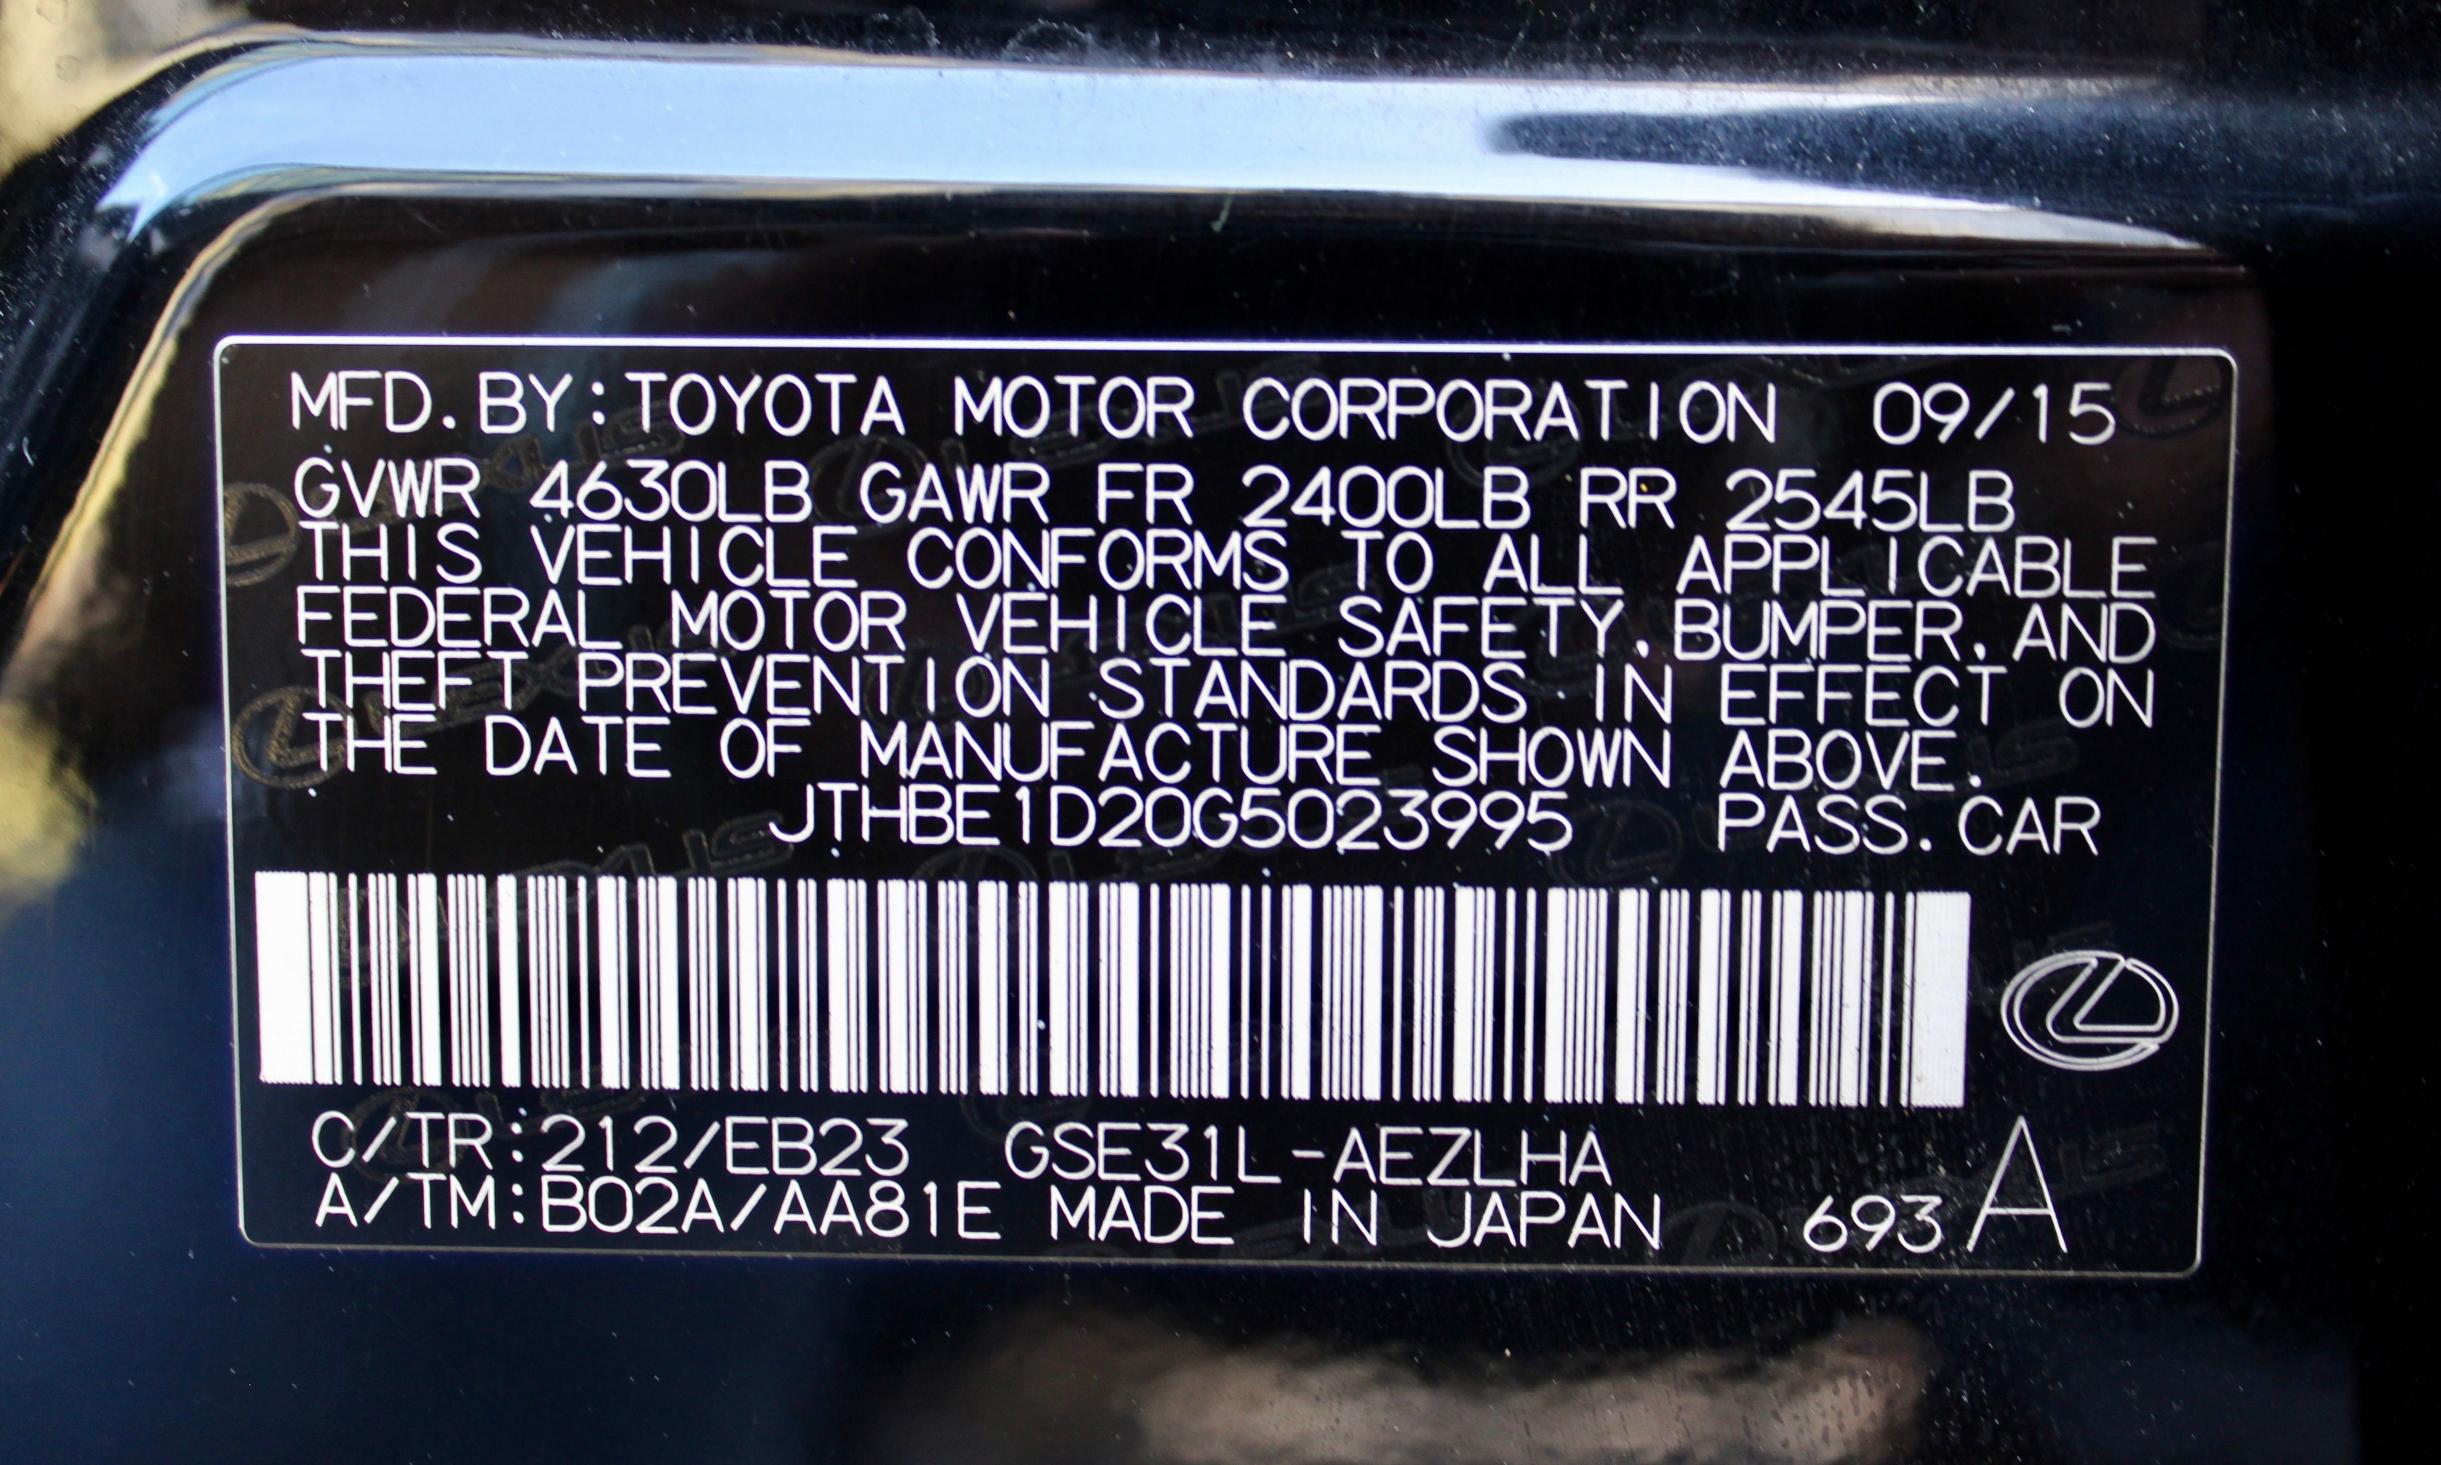 MFD. BY:TOYOTA MOTOR CORPORATION 09/15
GVWR 4630LB GAWR FR 2400LB RR 2545LB
THIS VEHICLE CONFORMS TO ALL APPLICABLE
FEDERAL MOTOR VEHICLE SAFETY, BUMPER, AND
THEFT PREVENTION STANDARDS IN EFFECT ON
THE DATE OF MANUFACTURE SHOWN ABOVE.
JTHBE1D20G5023995 PASS. CAR
C/TR:212/EB23 GSE31L-AEZLHA
A/TM:B02A/AA81E MADE IN JAPAN 693 A